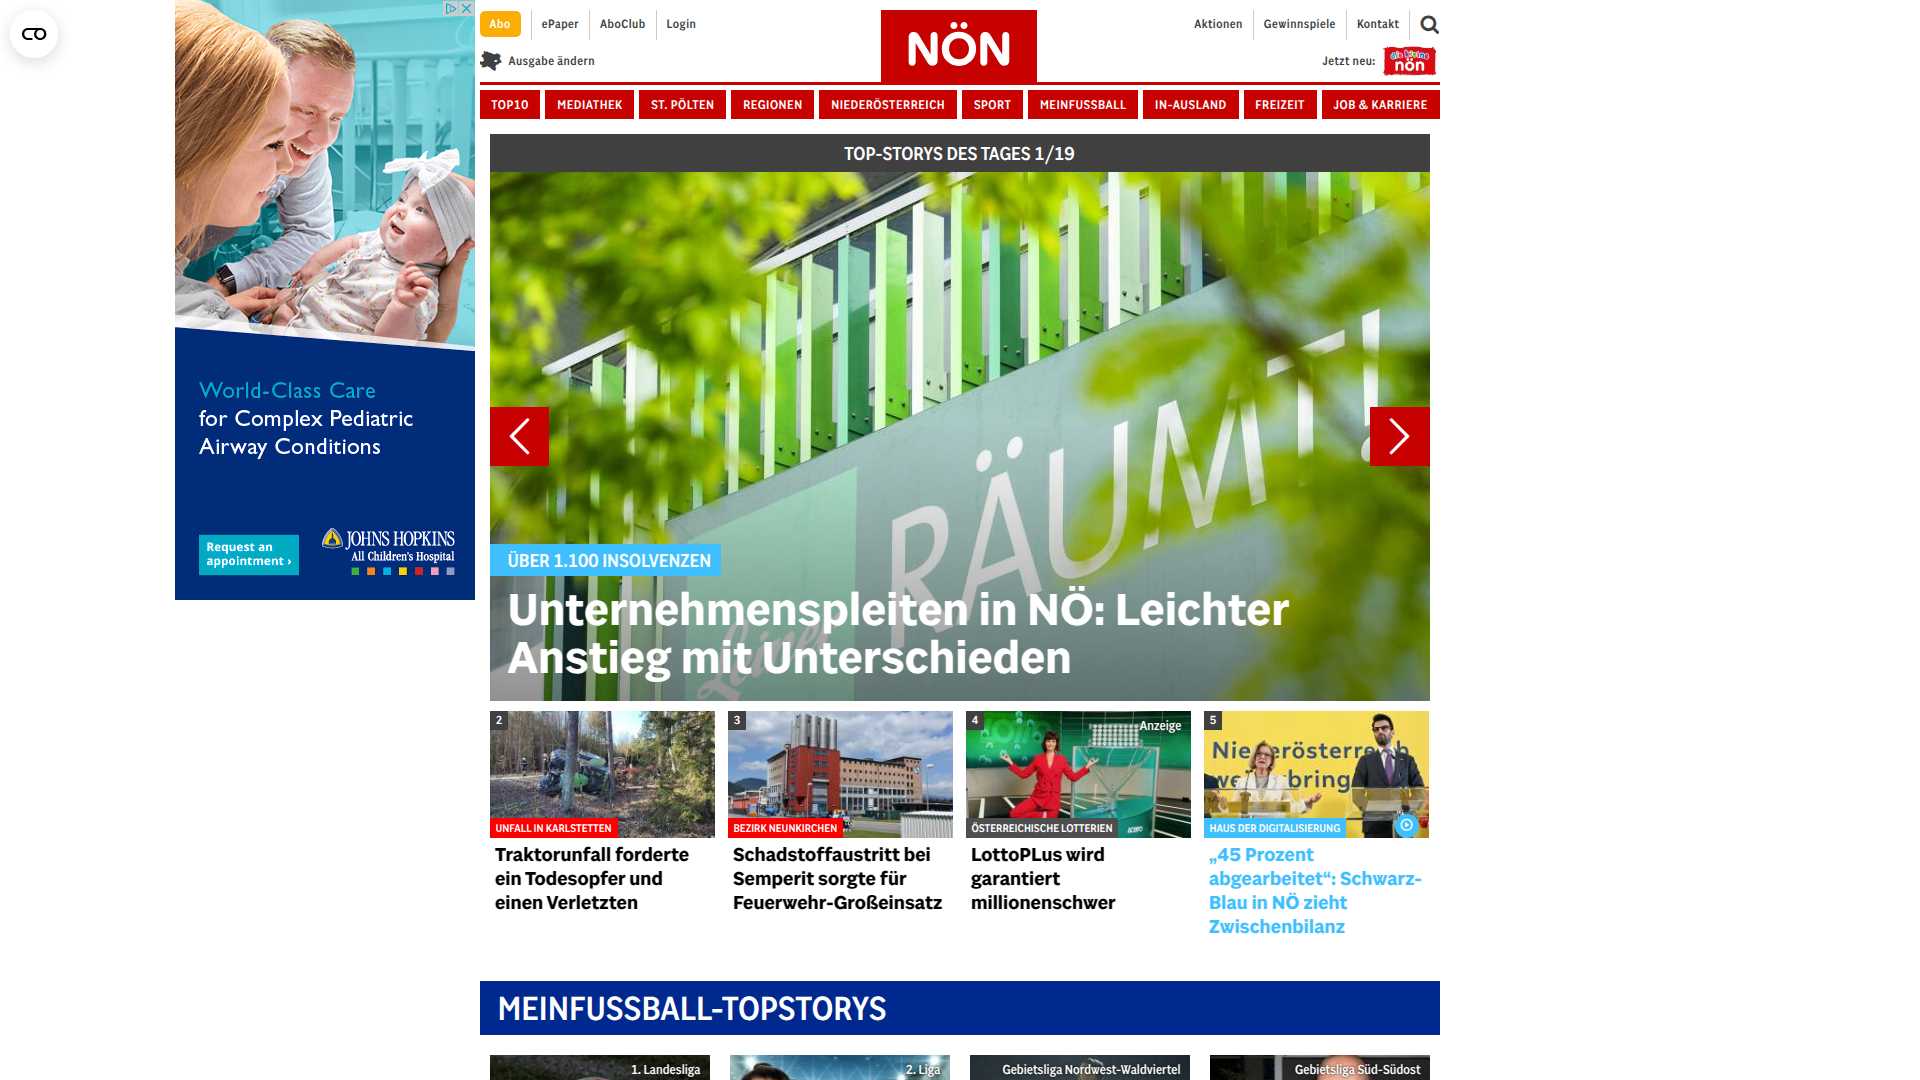 Abo
ePaper
AboClub
Login
NÖN
Aktionen
Gewinnspiele
Kontakt
Ausgabe ändern
Jetzt neu:
nön
TOP10
MEDIATHEK
ST. PÖLTEN
REGIONEN
NIEDERÖSTERREICH
SPORT
MEINFUSSBALL
IN-AUSLAND
FREIZEIT
JOB & KARRIERE
World-Class Care
for Complex Pediatric
Airway Conditions
Request an
appointment ›
JOHNS HOPKINS
All Children's Hospital
TOP-STORYS DES TAGES 1/19
RÄUMT!
ÜBER 1.100 INSOLVENZEN
Unternehmenspleiten in NÖ: Leichter
Anstieg mit Unterschieden
2
UNFALL IN KARLSTETTEN
Traktorunfall forderte
ein Todesopfer und
einen Verletzten
3
BEZIRK NEUNKIRCHEN
Schadstoffaustritt bei
Semperit sorgte für
Feuerwehr-Großeinsatz
4
Anzeige
ÖSTERREICHISCHE LOTTERIEN
LottoPLus wird
garantiert
millionenschwer
5
HAUS DER DIGITALISIERUNG
„45 Prozent
abgearbeitet“: Schwarz-
Blau in NÖ zieht
Zwischenbilanz
MEINFUSSBALL-TOPSTORYS
1. Landesliga
2. Liga
Gebietsliga Nordwest-Waldviertel
Gebietsliga Süd-Südost